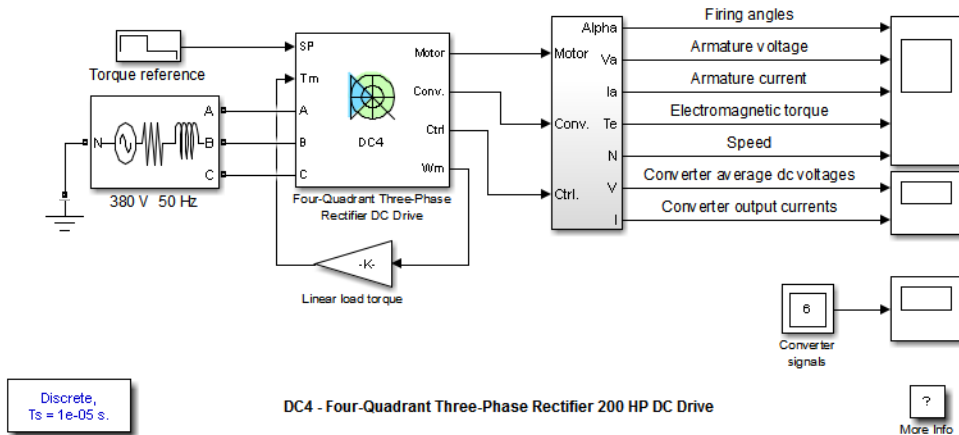 Torque reference
SP
Tm
A
B
C
Motor
Conv.
Ctrl
Wm
DC4
Four-Quadrant Three-Phase
Rectifier DC Drive
N
A
B
C
380 V 50 Hz
-K-
Linear load torque
Motor
Conv.
Ctrl.
Alpha
Va
Ia
Te
N
V
I
Firing angles
Armature voltage
Armature current
Electromagnetic torque
Speed
Converter average dc voltages
Converter output currents
6
Converter
signals
Discrete,
Ts = 1e-05 s.
DC4 - Four-Quadrant Three-Phase Rectifier 200 HP DC Drive
?
More Info